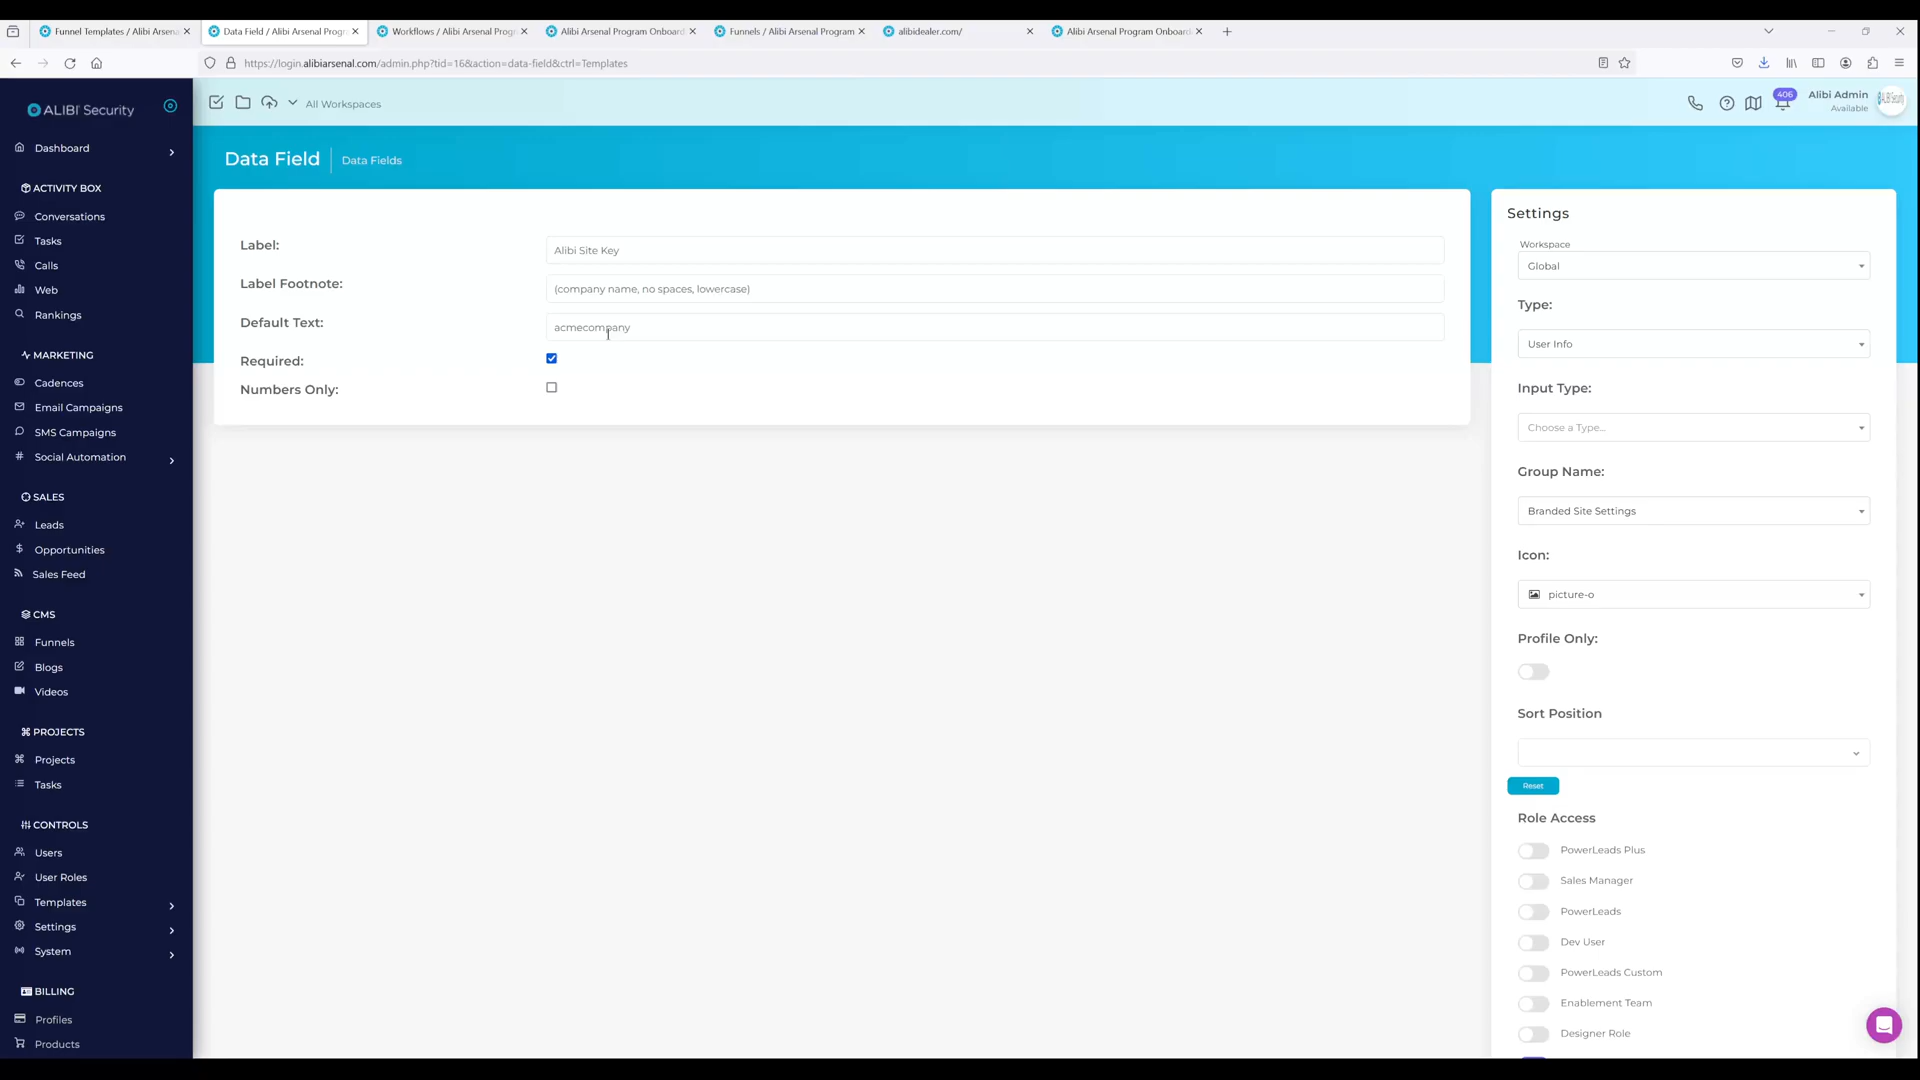 Funnel Templates / Alibi Arsena
Data Field / Alibi Arsenal Progr
Workflows / Alibi Arsenal Progr
Alibi Arsenal Program Onboard
Funnels / Alibi Arsenal Program
alibidealer.com/
Alibi Arsenal Program Onboard
https://login.alibiarsenal.com/admin.php?tid=16&action=data-field&ctrl=Templates
ALIBI Security
All Workspaces
406
Alibi Admin
Available
Dashboard
ACTIVITY BOX
Conversations
Tasks
Calls
Web
Rankings
MARKETING
Cadences
Email Campaigns
SMS Campaigns
Social Automation
SALES
Leads
Opportunities
Sales Feed
CMS
Funnels
Blogs
Videos
PROJECTS
Projects
Tasks
CONTROLS
Users
User Roles
Templates
Settings
System
BILLING
Profiles
Products
Data Field
Data Fields
Label:
Alibi Site Key
Label Footnote:
(company name, no spaces, lowercase)
Default Text:
acmecompany
Required:
Numbers Only:
Settings
Workspace
Global
Type:
User Info
Input Type:
Choose a Type...
Group Name:
Branded Site Settings
Icon:
picture-o
Profile Only:
Sort Position
Reset
Role Access
PowerLeads Plus
Sales Manager
PowerLeads
Dev User
PowerLeads Custom
Enablement Team
Designer Role